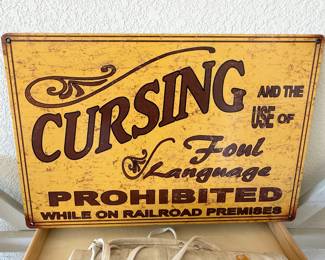 CURSING AND THE
USE OF
Foul
Language
PROHIBITED
WHILE ON RAILROAD PREMISES